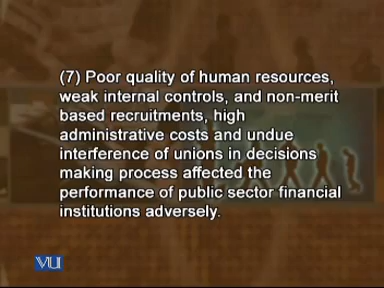 (7) Poor quality of human resources,
weak internal controls, and non-merit
based recruitments, high
administrative costs and undue
interference of unions in decisions
making process affected the
performance of public sector financial
institutions adversely.
VU